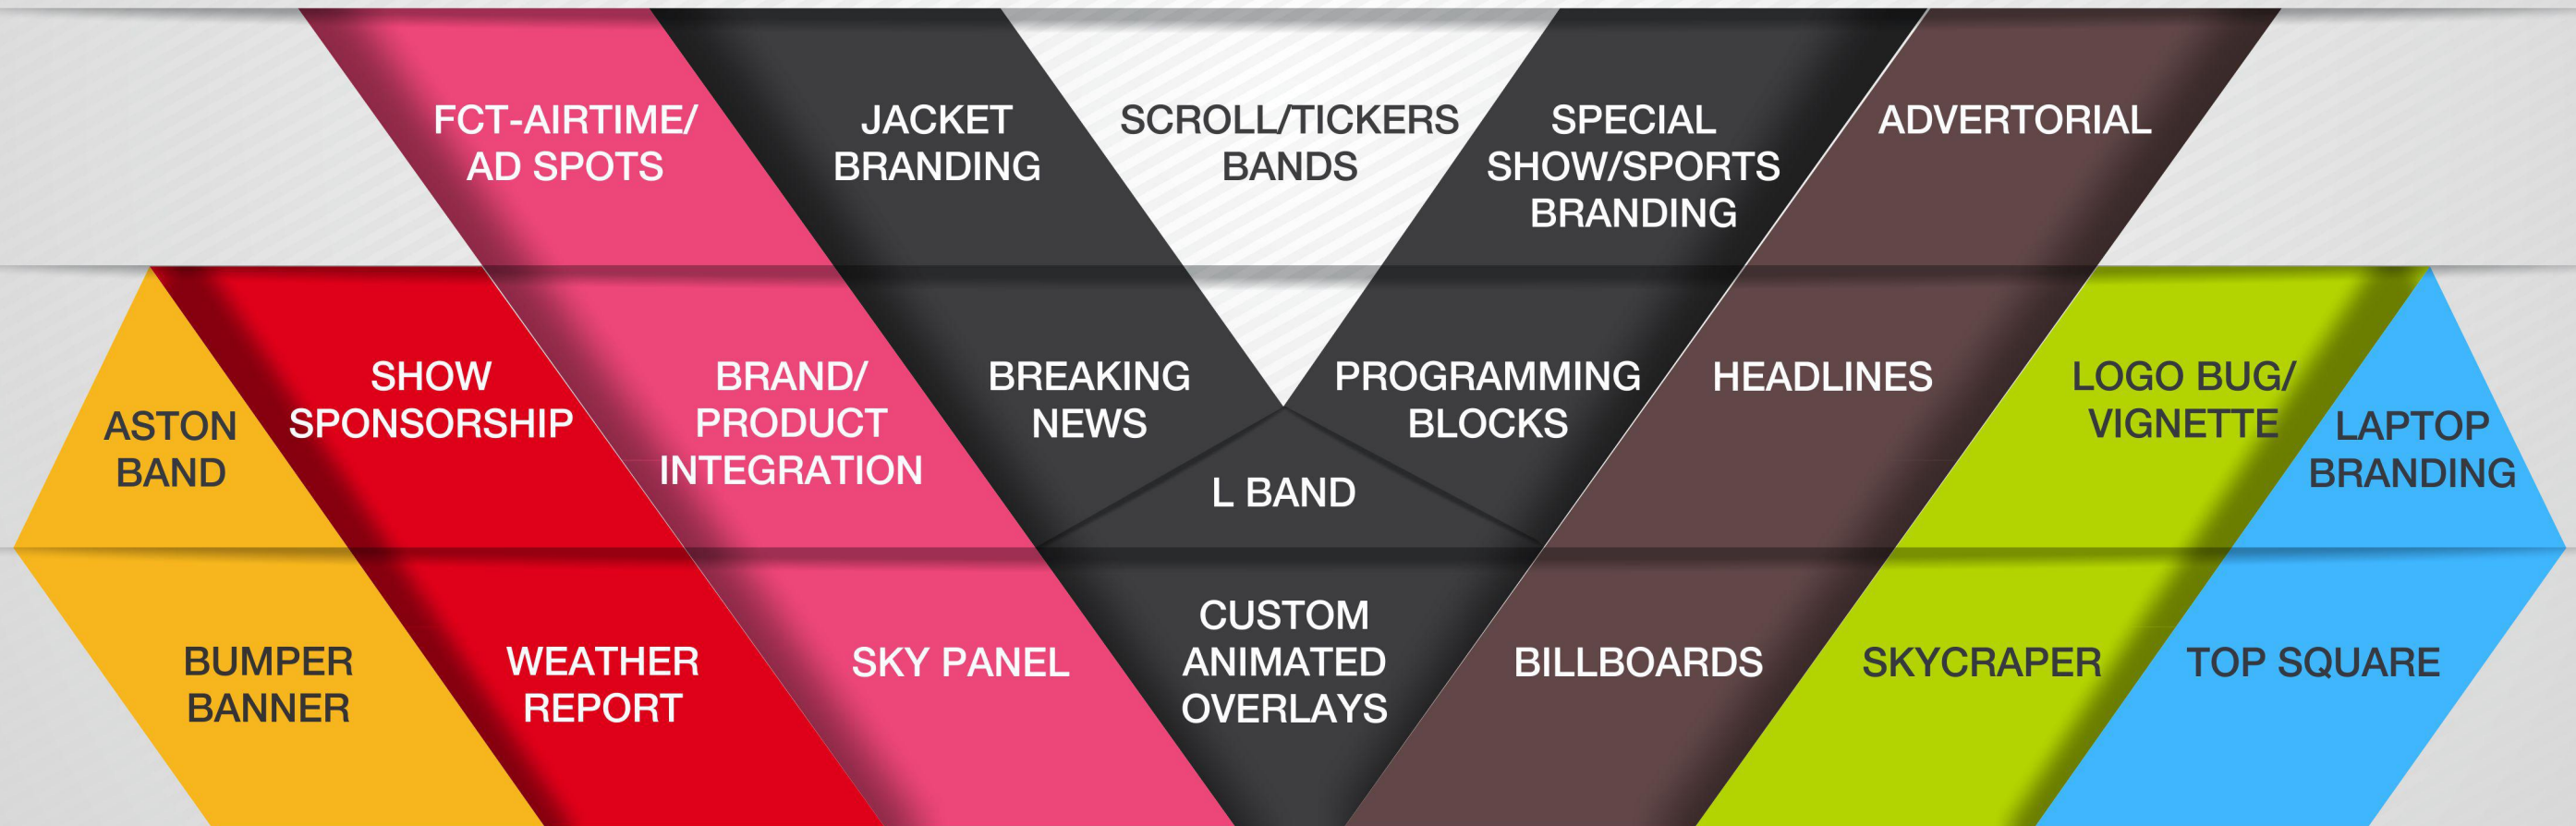 FCT-AIRTIME/
AD SPOTS
JACKET
BRANDING
SCROLL/TICKERS
BANDS
SPECIAL
SHOW/SPORTS
BRANDING
ADVERTORIAL
ASTON
BAND
SHOW
SPONSORSHIP
BRAND/
PRODUCT
INTEGRATION
BREAKING
NEWS
L BAND
PROGRAMMING
BLOCKS
HEADLINES
LOGO BUG/
VIGNETTE
LAPTOP
BRANDING
BUMPER
BANNER
WEATHER
REPORT
SKY PANEL
CUSTOM
ANIMATED
OVERLAYS
BILLBOARDS
SKYCRAPER
TOP SQUARE